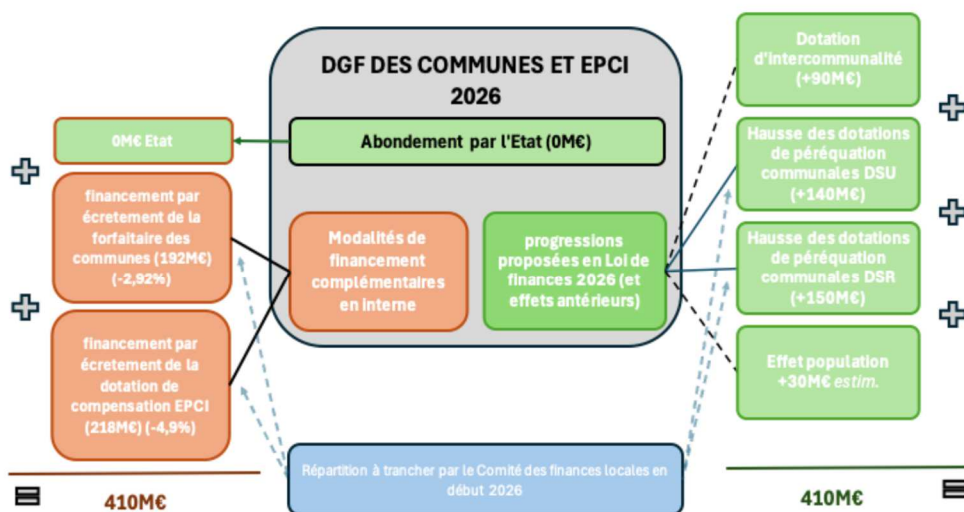 DGF DES COMMUNES ET EPCI
2026
Abondement par l'Etat (0M€)
0M€ Etat
financement par
écretement de la
forfaitaire des
communes (192M€)
(-2,92%)
financement par
écretement de la
dotation de
compensation EPCI
(218M€) (-4,9%)
410M€
Modalités de
financement
complémentaires
en interne
progressions
proposées en Loi de
finances 2026 (et
effets antérieurs)
Répartition à trancher par le Comité des finances locales en
début 2026
Dotation
d'intercommunalité
(+90M€)
Hausse des dotations
de péréquation
communales DSU
(+140M€)
Hausse des dotations
de péréquation
communales DSR
(+150M€)
Effet population
+30M€ estim.
410M€